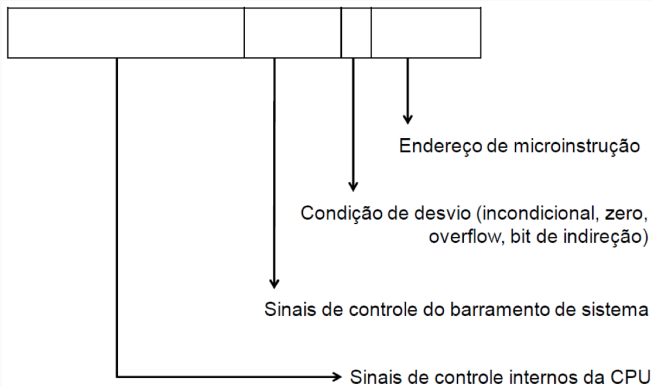 Endereço de microinstrução
Condição de desvio (incondicional, zero,
overflow, bit de indireção)
Sinais de controle do barramento de sistema
Sinais de controle internos da CPU